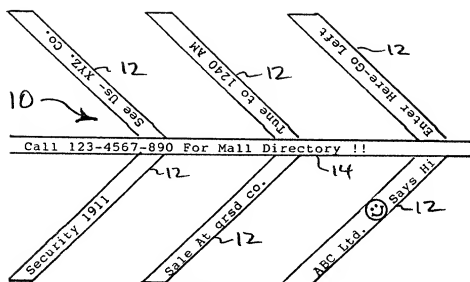 See Us- XYZ. Co.
12
Tune to 1240 AM
12
Enter Here-Go Left
12
10
Call 123-4567-890 For Mall Directory !!
14
Security 1911
12
Sale At qrsd co.
12
ABC Ltd. Says Hi
12